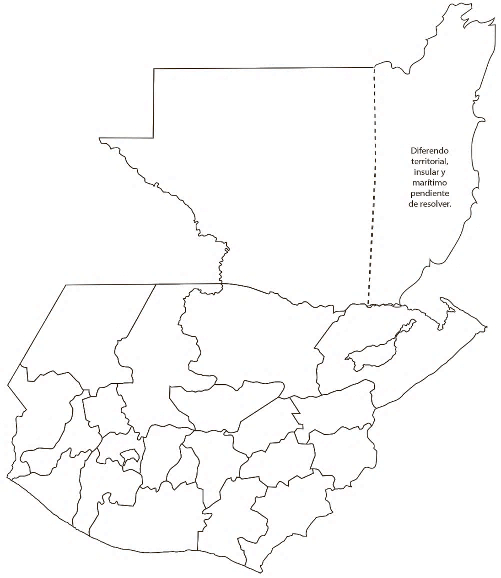 Diferendo
territorial,
insular y
marítimo
pendiente
de resolver.